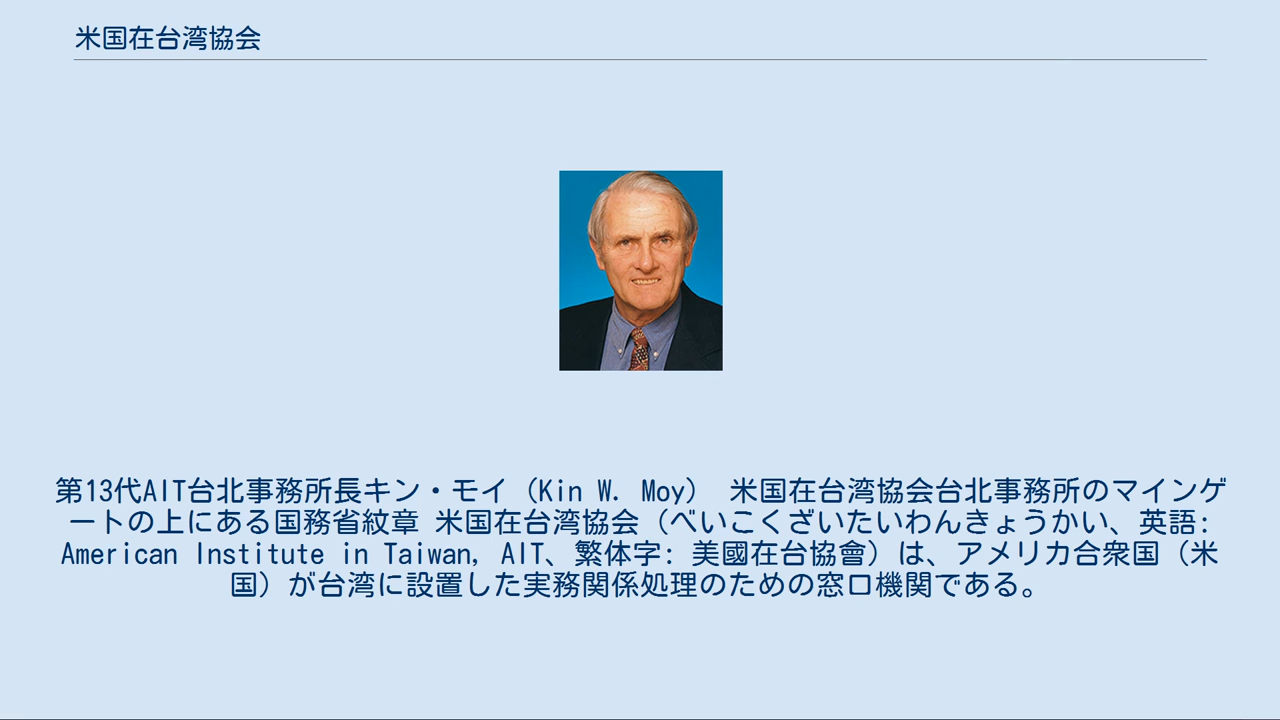 米国在台湾協会
第13代AIT台北事務所長キン・モイ（Kin W. Moy） 米国在台湾協会台北事務所のマインゲ
ートの上にある国務省紋章 米国在台湾協会（べいこくざいたいわんきょうかい、英語:
American Institute in Taiwan, AIT、繁体字: 美國在台協會）は、アメリカ合衆国（米
国）が台湾に設置した実務関係処理のための窓口機関である。